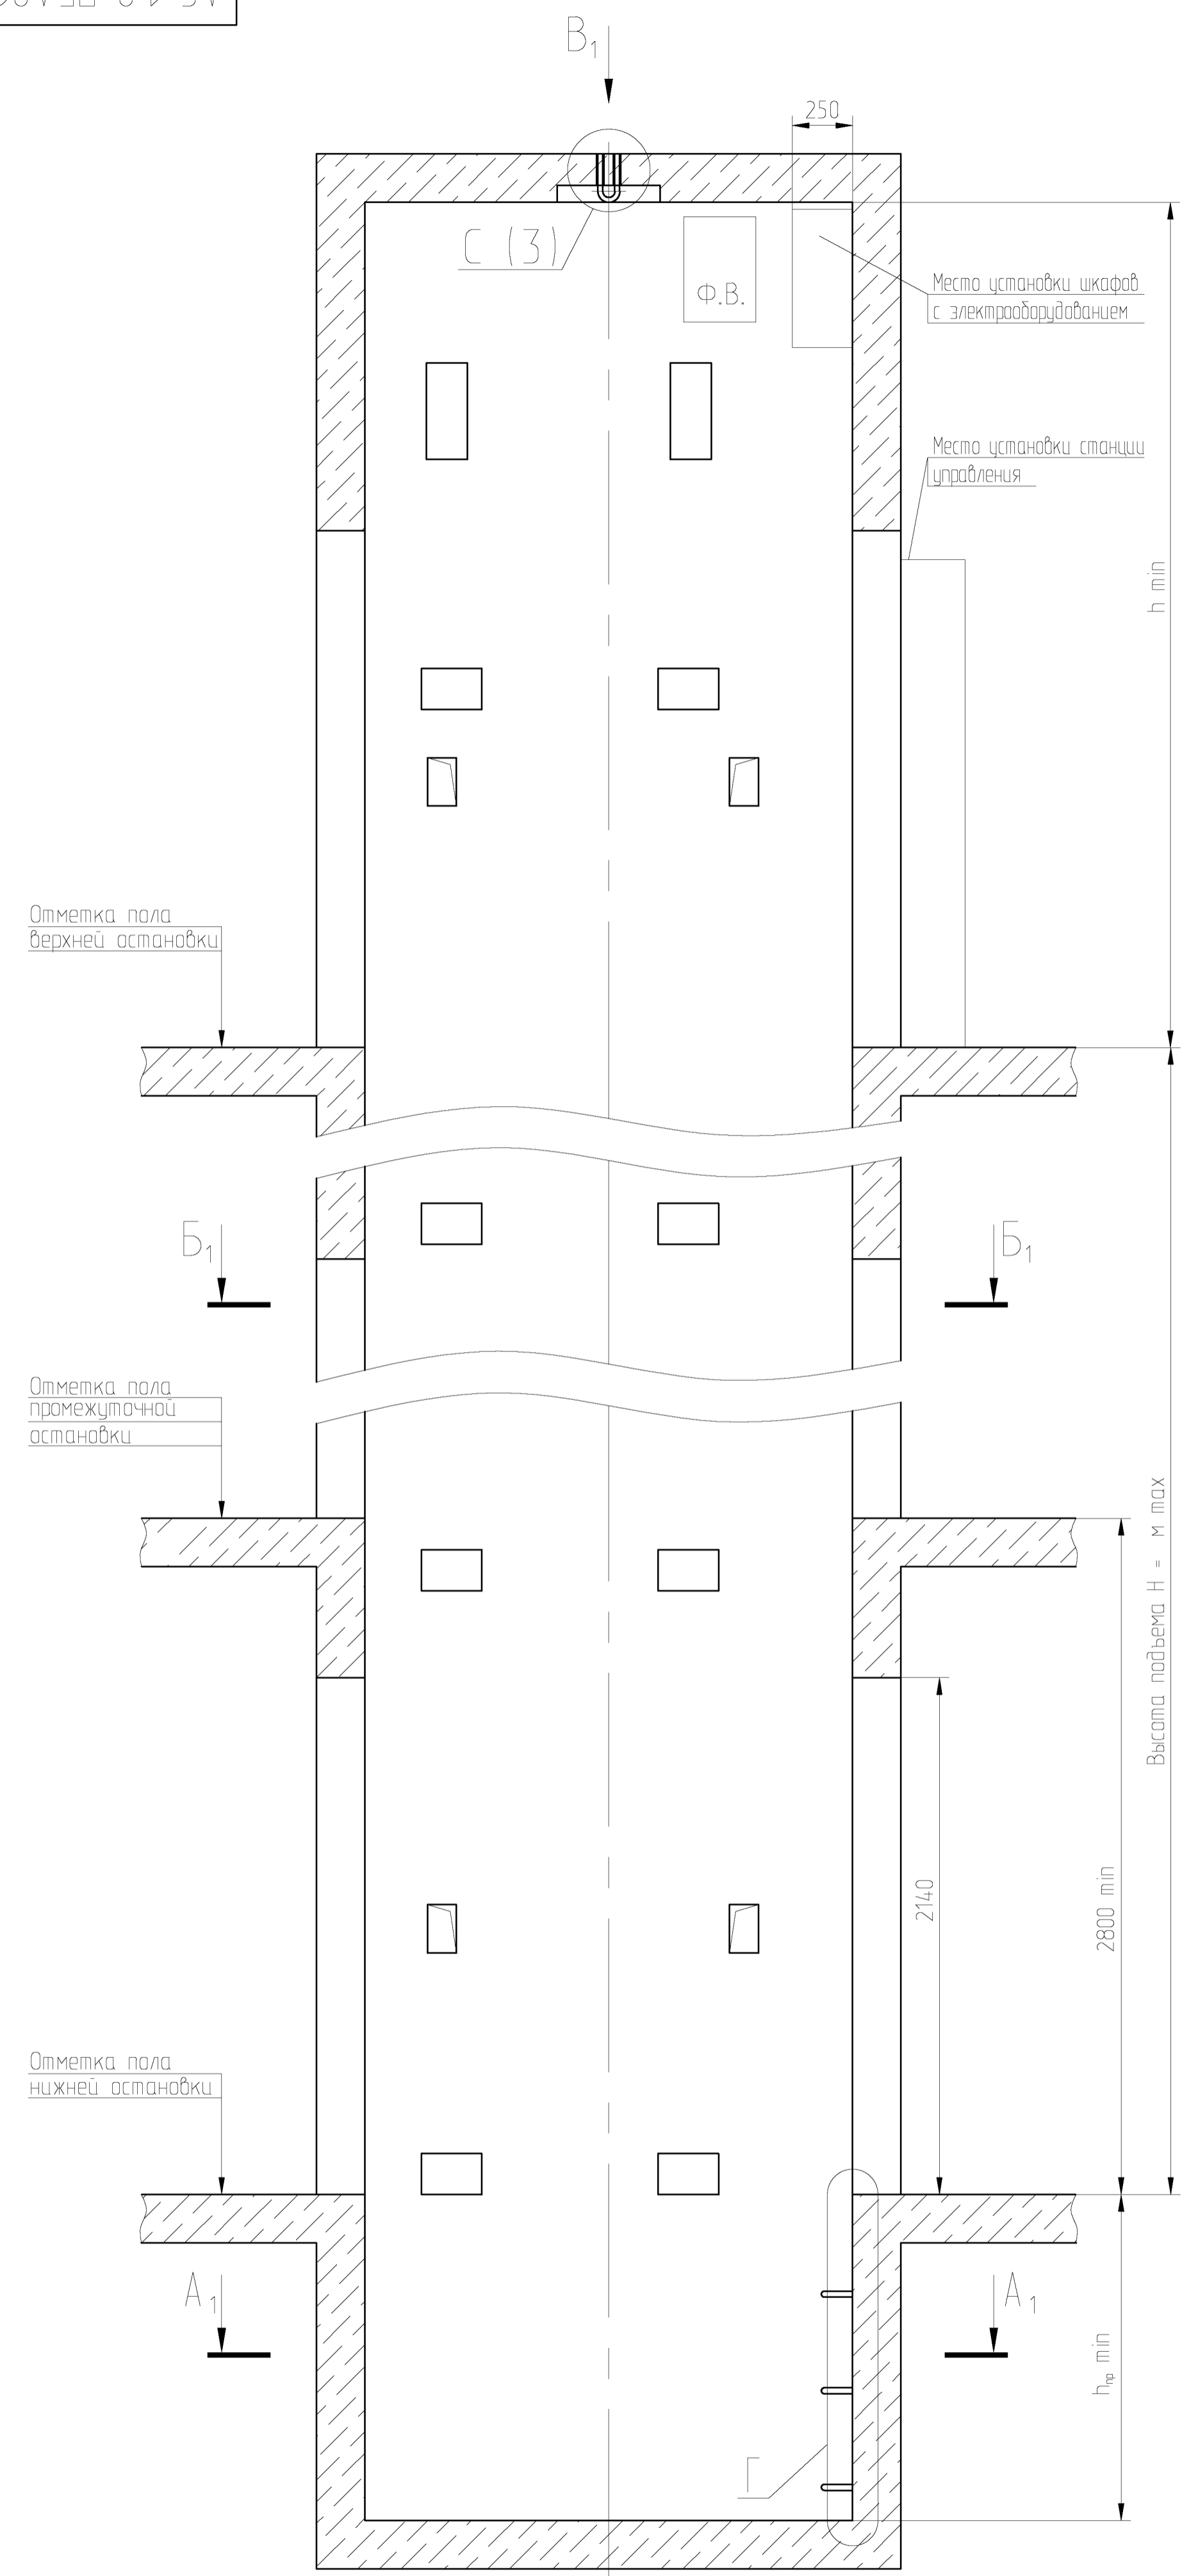 В₁
250
С (3)
Ф.В.
Место установки шкафов
с электрооборудованием
Место установки станции
управления
h min
Отметка пола
верхней остановки
Б₁
Б₁
Отметка пола
промежуточной
остановки
Высота подъема H = м max
2140
2800 min
Отметка пола
нижней остановки
А₁
А₁
hпр min
Г